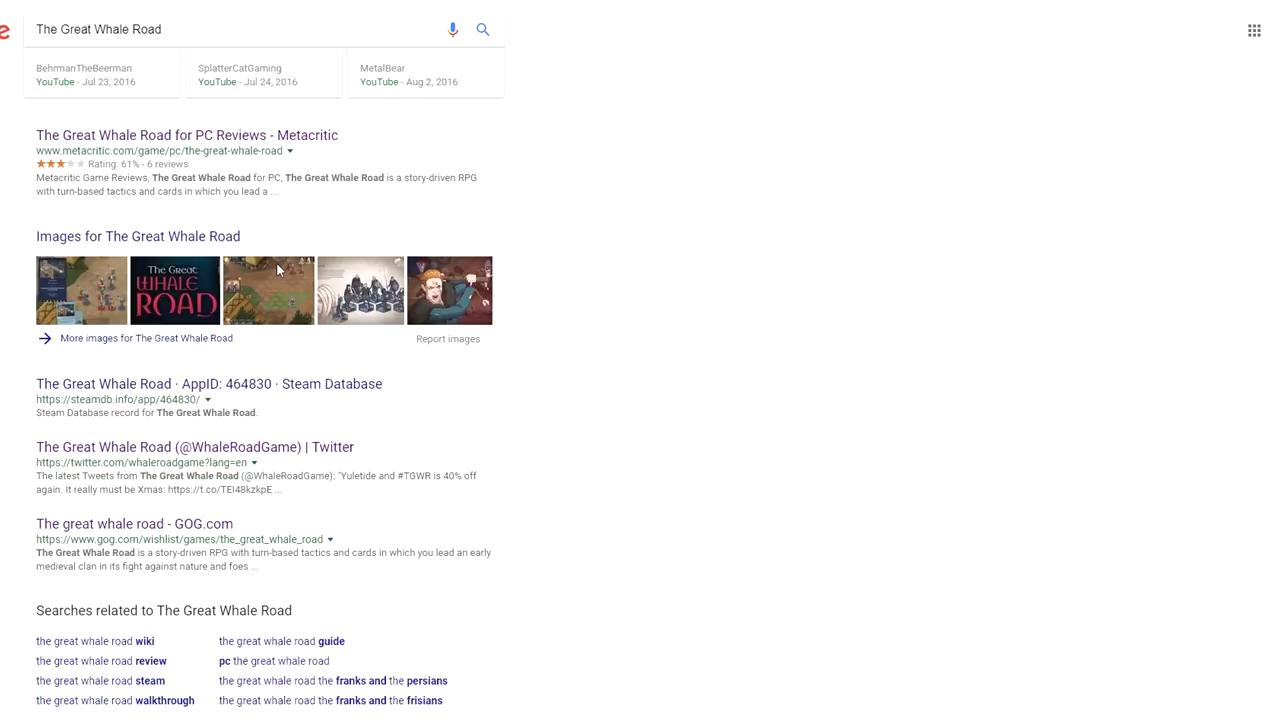 e The Great Whale Road
BehrmanTheBeerman SplatterCatGaming MetalBear
YouTube - Jul 23, 2016 YouTube - Jul 24, 2016 YouTube - Aug 2, 2016
The Great Whale Road for PC Reviews - Metacritic
www.metacritic.com/game/pc/the-great-whale-road
Rating: 61% - 6 reviews
Metacritic Game Reviews, The Great Whale Road for PC, The Great Whale Road is a story-driven RPG
with turn-based tactics and cards in which you lead a ...
Images for The Great Whale Road
The Great
WHALE
ROAD
More images for The Great Whale Road Report images
The Great Whale Road · AppID: 464830 · Steam Database
https://steamdb.info/app/464830/
Steam Database record for The Great Whale Road.
The Great Whale Road (@WhaleRoadGame) | Twitter
https://twitter.com/whaleroadgame?lang=en
The latest Tweets from The Great Whale Road (@WhaleRoadGame): "Yuletide and #TGWR is 40% off
again. It really must be Xmas: https://t.co/TEI48kzkpE ...
The great whale road - GOG.com
https://www.gog.com/wishlist/games/the_great_whale_road
The Great Whale Road is a story-driven RPG with turn-based tactics and cards in which you lead an early
medieval clan in its fight against nature and foes ...
Searches related to The Great Whale Road
the great whale road wiki the great whale road guide
the great whale road review pc the great whale road
the great whale road steam the great whale road the franks and the persians
the great whale road walkthrough the great whale road the franks and the frisians